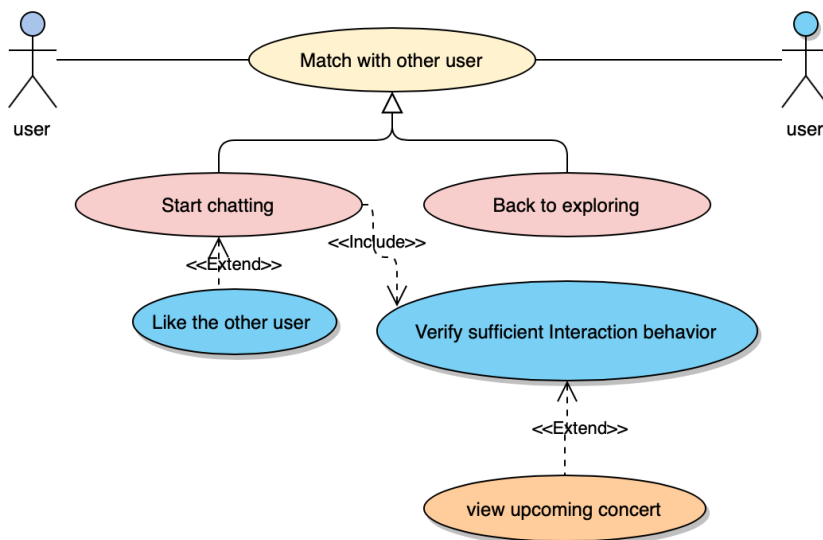 Match with other user
user
user
Start chatting
Back to exploring
<<Include>>
<<Extend>>
Like the other user
Verify sufficient Interaction behavior
<<Extend>>
view upcoming concert